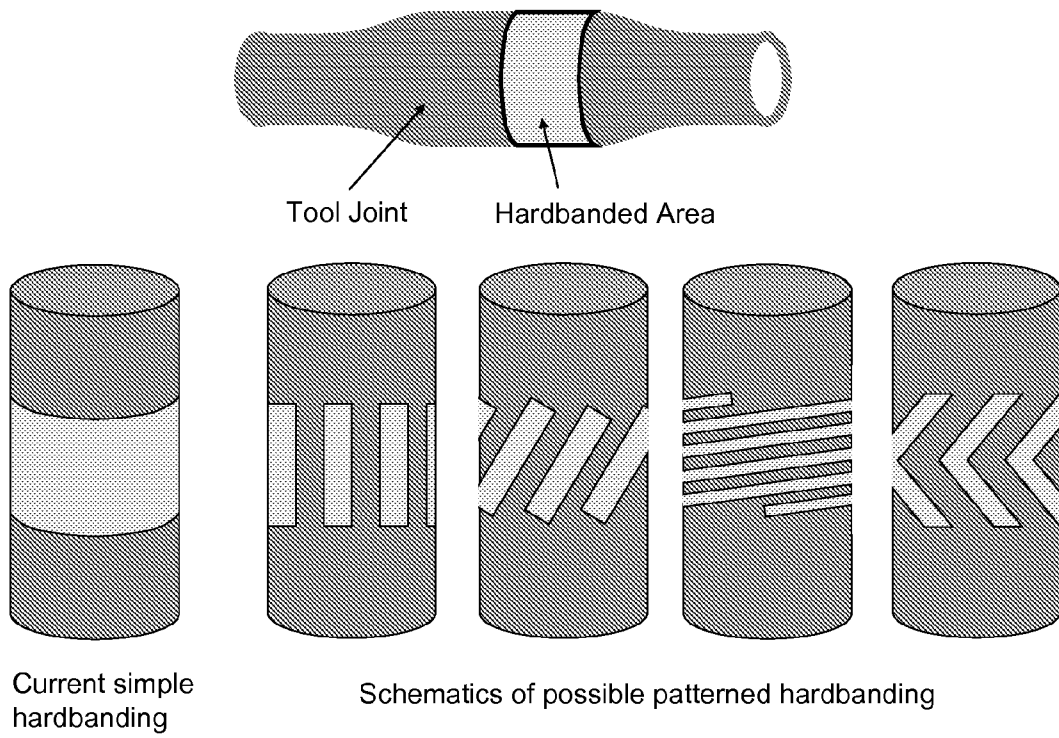 Tool Joint
Hardbanded Area
Current simple
hardbanding
Schematics of possible patterned hardbanding